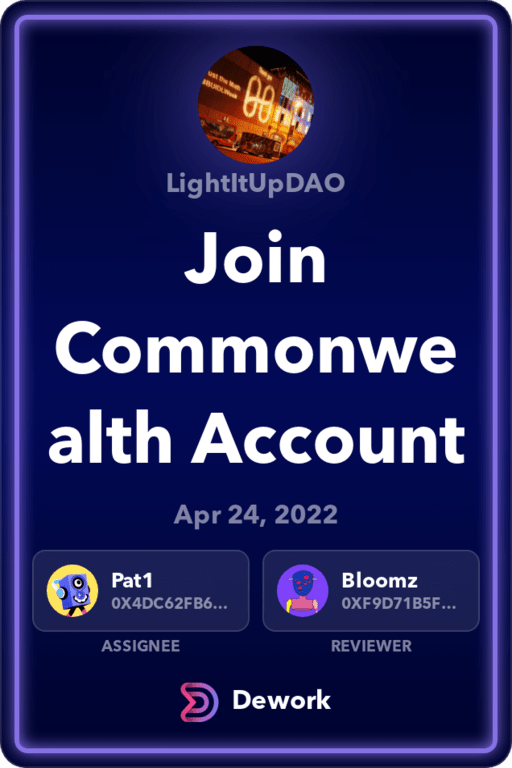 LightItUpDAO
Join
Commonwe
alth Account
Apr 24, 2022
Pat1
0X4DC62FB6...
ASSIGNEE
Bloomz
0XF9D71B5F...
REVIEWER
Dework